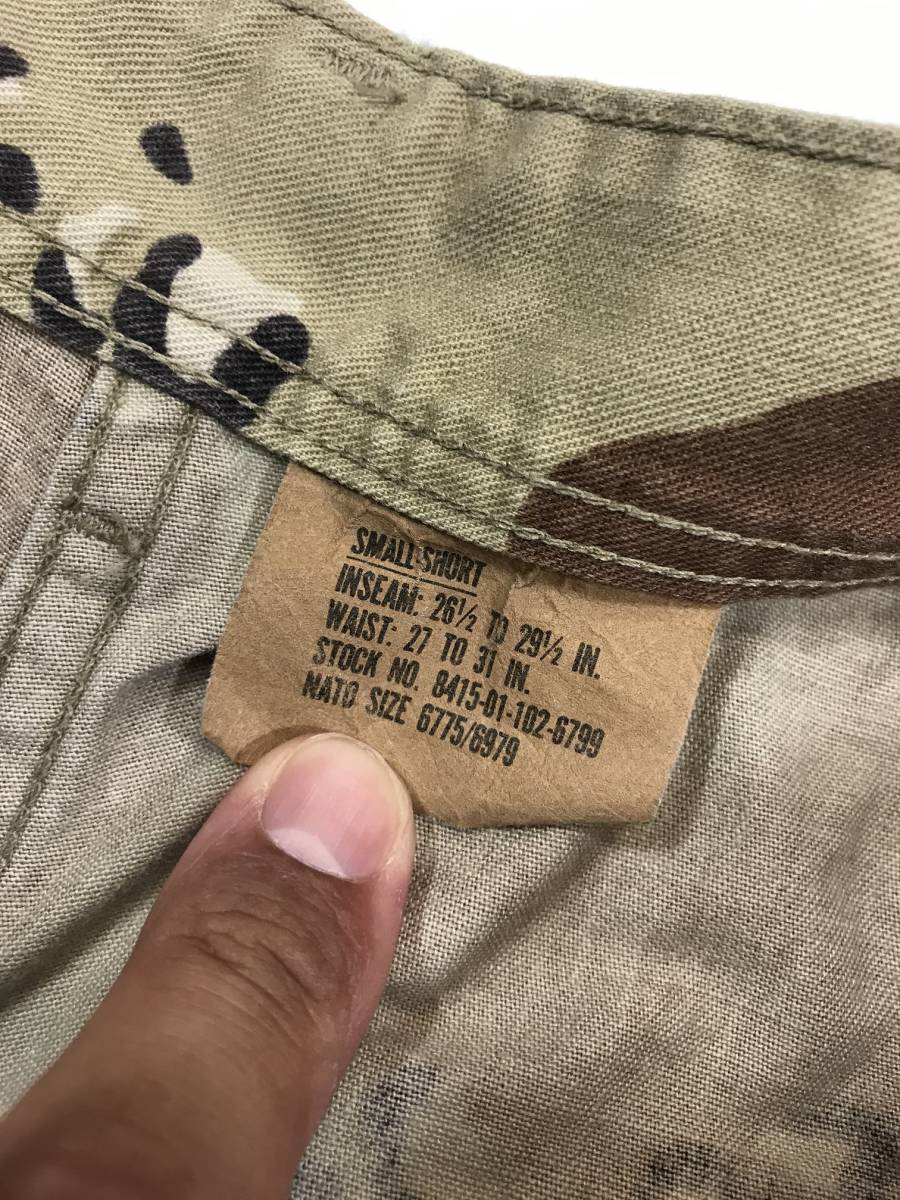 SMALL-SHORT
INSEAM: 26½ TO 29½ IN.
WAIST: 27 TO 31 IN.
STOCK NO. 8415-01-102-6799
NATO SIZE 6775/6979